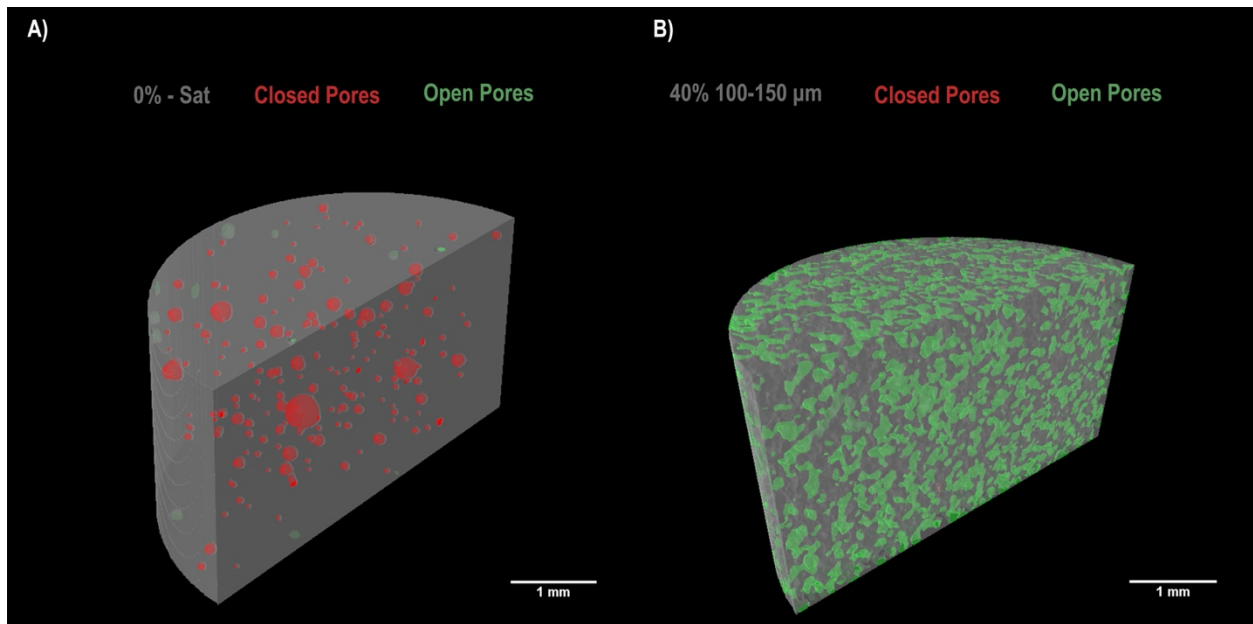 A)
0% - Sat Closed Pores Open Pores
1 mm
B)
40% 100-150 µm Closed Pores Open Pores
1 mm